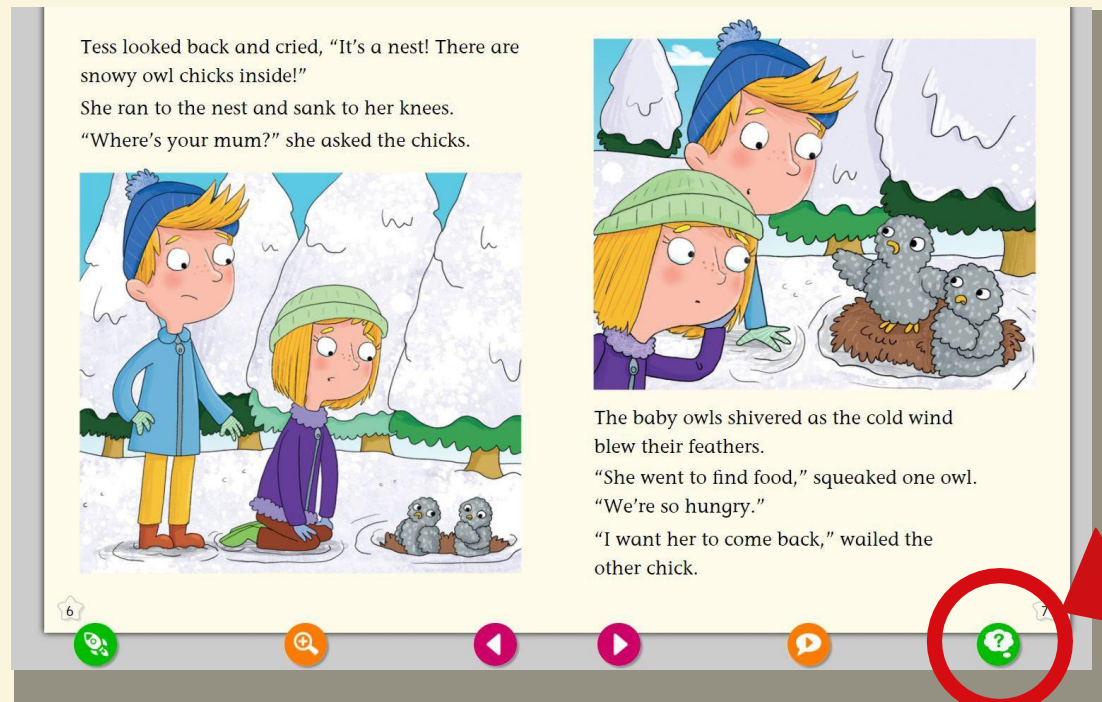 Tess looked back and cried, “It’s a nest! There are
snowy owl chicks inside!”
She ran to the nest and sank to her knees.
“Where’s your mum?” she asked the chicks.
6
The baby owls shivered as the cold wind
blew their feathers.
“She went to find food,” squeaked one owl.
“We’re so hungry.”
“I want her to come back,” wailed the
other chick.
7
?